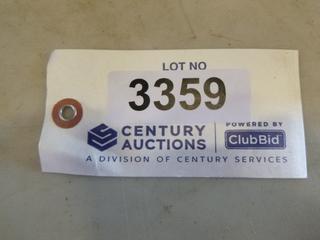 LOT NO
3359
CENTURY
AUCTIONS
POWERED BY
ClubBid
A DIVISION OF CENTURY SERVICES